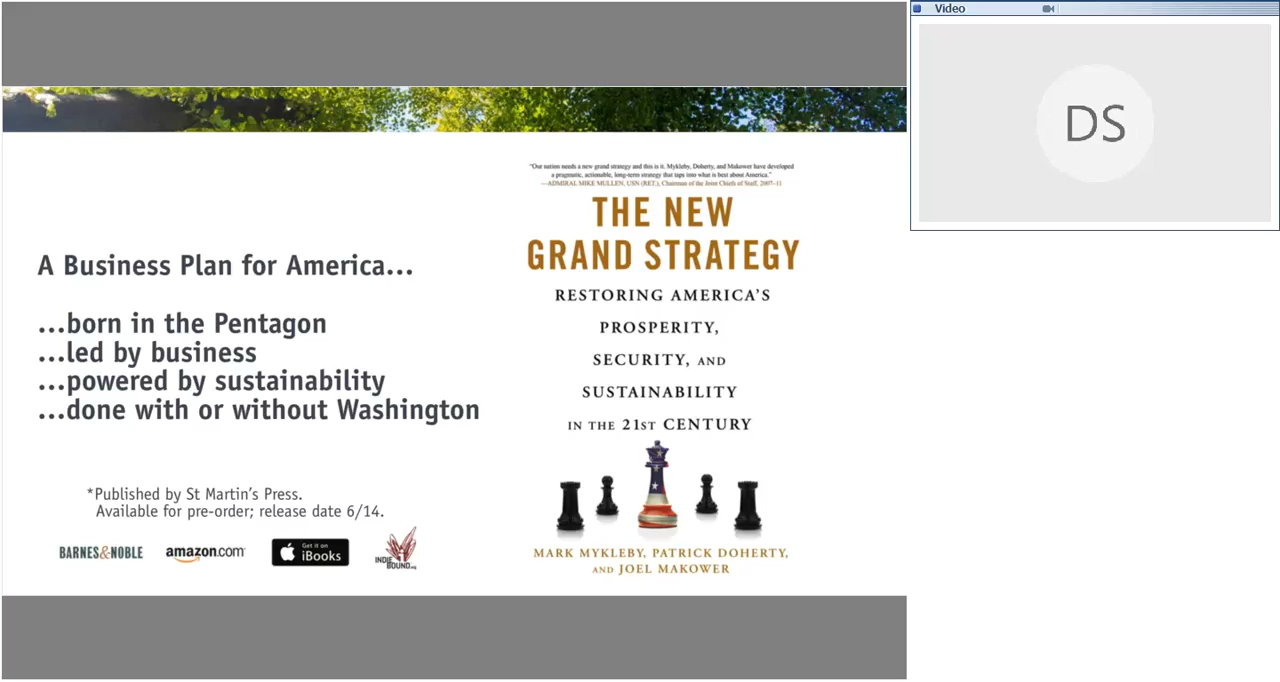 Video
DS
A Business Plan for America...
...born in the Pentagon
...led by business
...powered by sustainability
...done with or without Washington
*Published by St Martin's Press.
Available for pre-order; release date 6/14.
BARNES&NOBLE
amazon.com
Get it on
iBooks
INDIE
BOUND.org
"Our nation needs a new grand strategy and this is it. Mykleby, Doherty, and Makower have developed
a pragmatic, actionable, long-term strategy that taps into what is best about America."
—ADMIRAL MIKE MULLEN, USN (RET.), Chairman of the Joint Chiefs of Staff, 2007–11
THE NEW
GRAND STRATEGY
RESTORING AMERICA'S
PROSPERITY,
SECURITY, AND
SUSTAINABILITY
IN THE 21ST CENTURY
MARK MYKLEBY, PATRICK DOHERTY,
AND JOEL MAKOWER